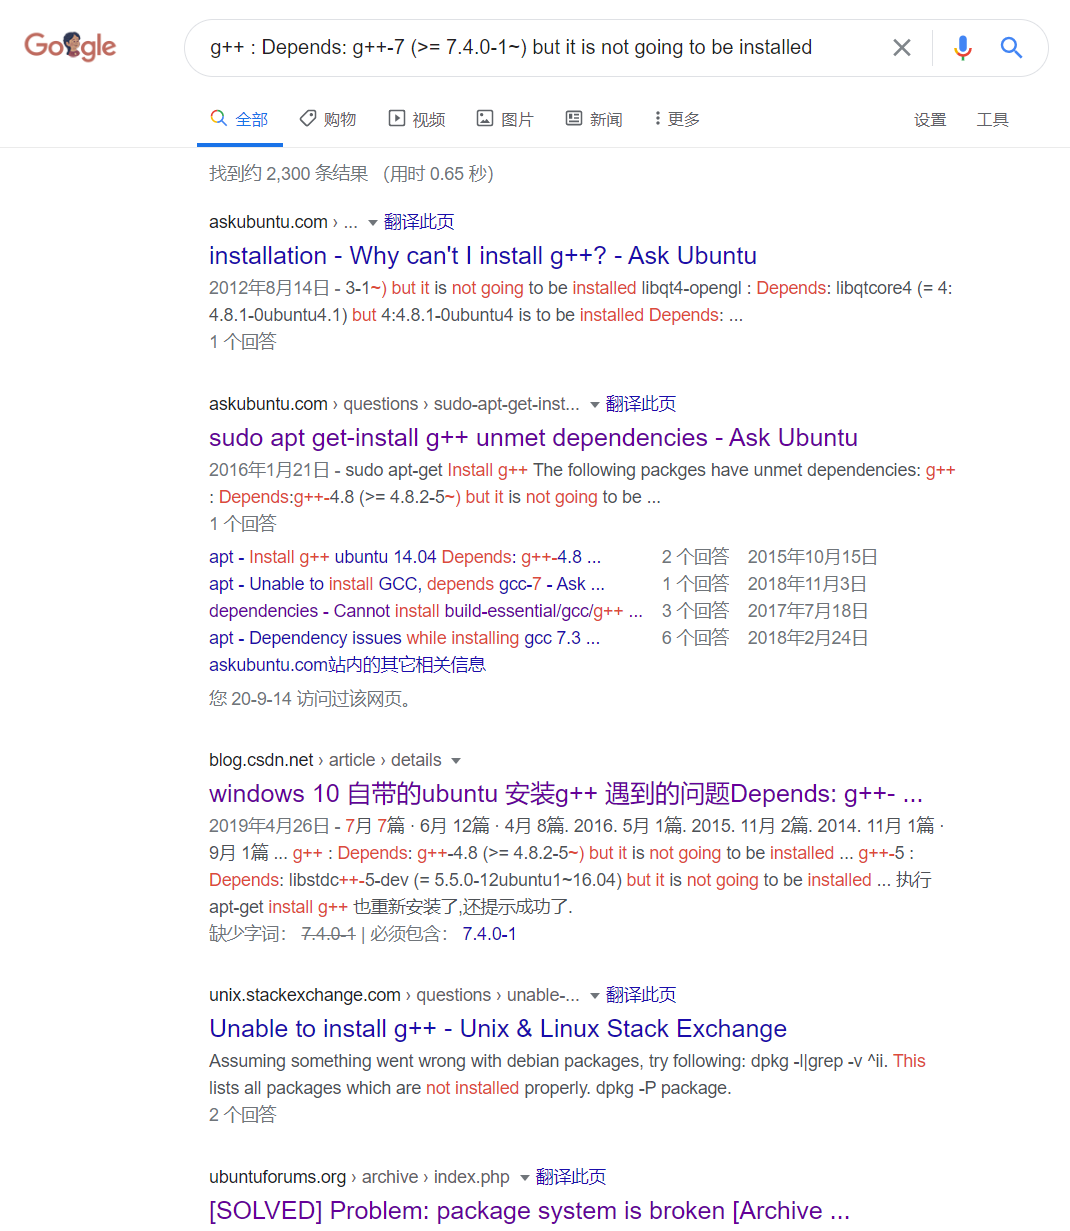 Google
g++ : Depends: g++-7 (>= 7.4.0-1~) but it is not going to be installed
全部 购物 视频 图片 新闻 更多 设置 工具
找到约 2,300 条结果 （用时 0.65 秒）
askubuntu.com › ... 翻译此页
installation - Why can't I install g++? - Ask Ubuntu
2012年8月14日 - 3-1~) but it is not going to be installed libqt4-opengl : Depends: libqtcore4 (= 4:
4.8.1-0ubuntu4.1) but 4:4.8.1-0ubuntu4 is to be installed Depends: ...
1 个回答
askubuntu.com › questions › sudo-apt-get-inst... 翻译此页
sudo apt get-install g++ unmet dependencies - Ask Ubuntu
2016年1月21日 - sudo apt-get Install g++ The following packges have unmet dependencies: g++
: Depends:g++-4.8 (>= 4.8.2-5~) but it is not going to be ...
1 个回答
apt - Install g++ ubuntu 14.04 Depends: g++-4.8 ... 2 个回答 2015年10月15日
apt - Unable to install GCC, depends gcc-7 - Ask ... 1 个回答 2018年11月3日
dependencies - Cannot install build-essential/gcc/g++ ... 3 个回答 2017年7月18日
apt - Dependency issues while installing gcc 7.3 ... 6 个回答 2018年2月24日
askubuntu.com站内的其它相关信息
您 20-9-14 访问过该网页。
blog.csdn.net › article › details
windows 10 自带的ubuntu 安装g++ 遇到的问题Depends: g++- ...
2019年4月26日 - 7月 7篇 · 6月 12篇 · 4月 8篇. 2016. 5月 1篇. 2015. 11月 2篇. 2014. 11月 1篇 ·
9月 1篇 ... g++ : Depends: g++-4.8 (>= 4.8.2-5~) but it is not going to be installed ... g++-5 :
Depends: libstdc++-5-dev (= 5.5.0-12ubuntu1~16.04) but it is not going to be installed ... 执行
apt-get install g++ 也重新安装了,还提示成功了.
缺少字词： 7.4.0-1 | 必须包含： 7.4.0-1
unix.stackexchange.com › questions › unable-... 翻译此页
Unable to install g++ - Unix & Linux Stack Exchange
Assuming something went wrong with debian packages, try following: dpkg -l|grep -v ^ii. This
lists all packages which are not installed properly. dpkg -P package.
2 个回答
ubuntuforums.org › archive › index.php 翻译此页
[SOLVED] Problem: package system is broken [Archive ...